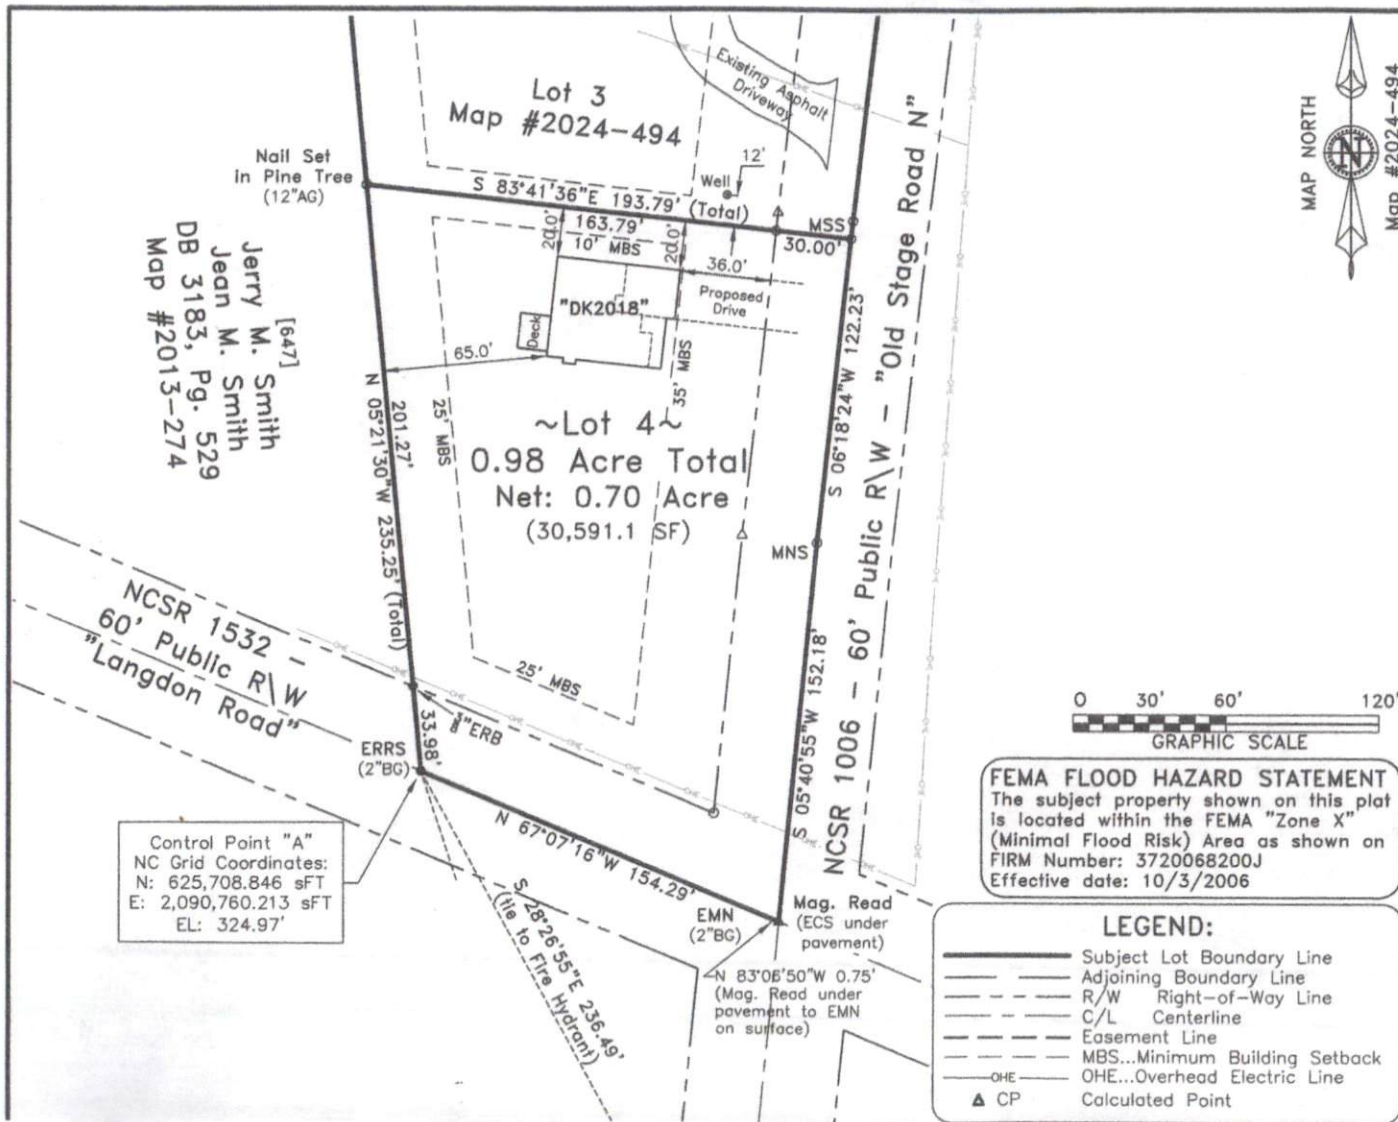 Lot 3
Map #2024-494
Existing Asphalt
Driveway
MAP NORTH
N
Map #2024-494
Nail Set
in Pine Tree
(12"AG)
12'
Well
S 83°41'36"E 193.79' (Total)
163.79'
30.00'
MSS
20.0'
10' MBS
20.0'
36.0'
Proposed
Drive
"DK2018"
Deck
65.0'
35' MBS
25' MBS
[647]
Jerry M. Smith
Jean M. Smith
DB 3183, Pg. 529
Map #2013-274
201.27'
N 05°21'30"W 235.25' (Total)
~Lot 4~
0.98 Acre Total
Net: 0.70 Acre
(30,591.1 SF)
S 06°18'24"W 122.23'
MNS
NCSR 1006 - 60' Public R\W - "Old Stage Road N"
S 05°40'55"W 152.18'
NCSR 1532 -
60' Public R\W
"Langdon Road"
25' MBS
3/8"ERB
33.98'
ERRS
(2"BG)
N 67°07'16"W 154.29'
Control Point "A"
NC Grid Coordinates:
N: 625,708.846 sFT
E: 2,090,760.213 sFT
EL: 324.97'
S 28°26'55"E 236.49'
(tie to Fire Hydrant)
EMN
(2"BG)
Mag. Read
(ECS under
pavement)
N 83°06'50"W 0.75'
(Mag. Read under
pavement to EMN
on surface)
0 30' 60' 120'
GRAPHIC SCALE
FEMA FLOOD HAZARD STATEMENT
The subject property shown on this plat
is located within the FEMA "Zone X"
(Minimal Flood Risk) Area as shown on
FIRM Number: 3720068200J
Effective date: 10/3/2006
LEGEND:
Subject Lot Boundary Line
Adjoining Boundary Line
R/W Right-of-Way Line
C/L Centerline
Easement Line
MBS...Minimum Building Setback
OHE OHE...Overhead Electric Line
CP Calculated Point